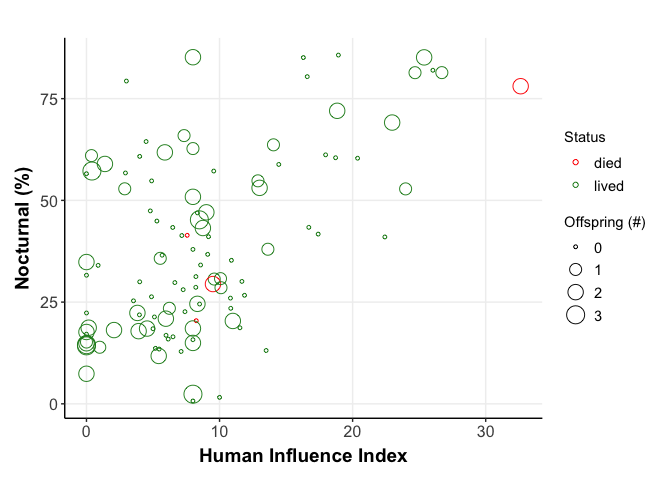 Nocturnal (%)
75
50
25
0
0 10 20 30
Human Influence Index
Status
died
lived
Offspring (#)
0
1
2
3